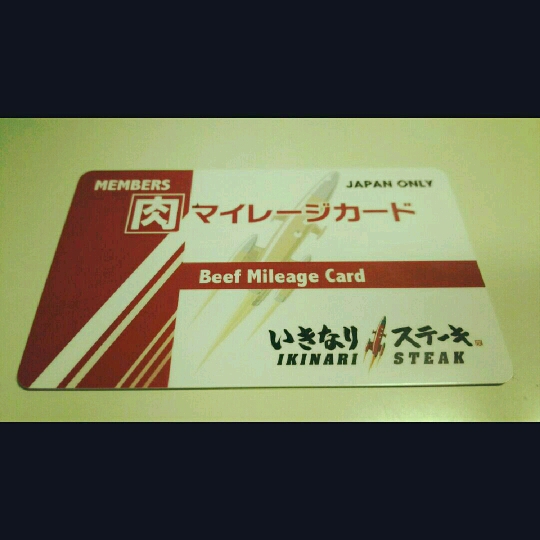 MEMBERS
JAPAN ONLY
肉マイレージカード
Beef Mileage Card
いきなりステーキ
IKINARI STEAK